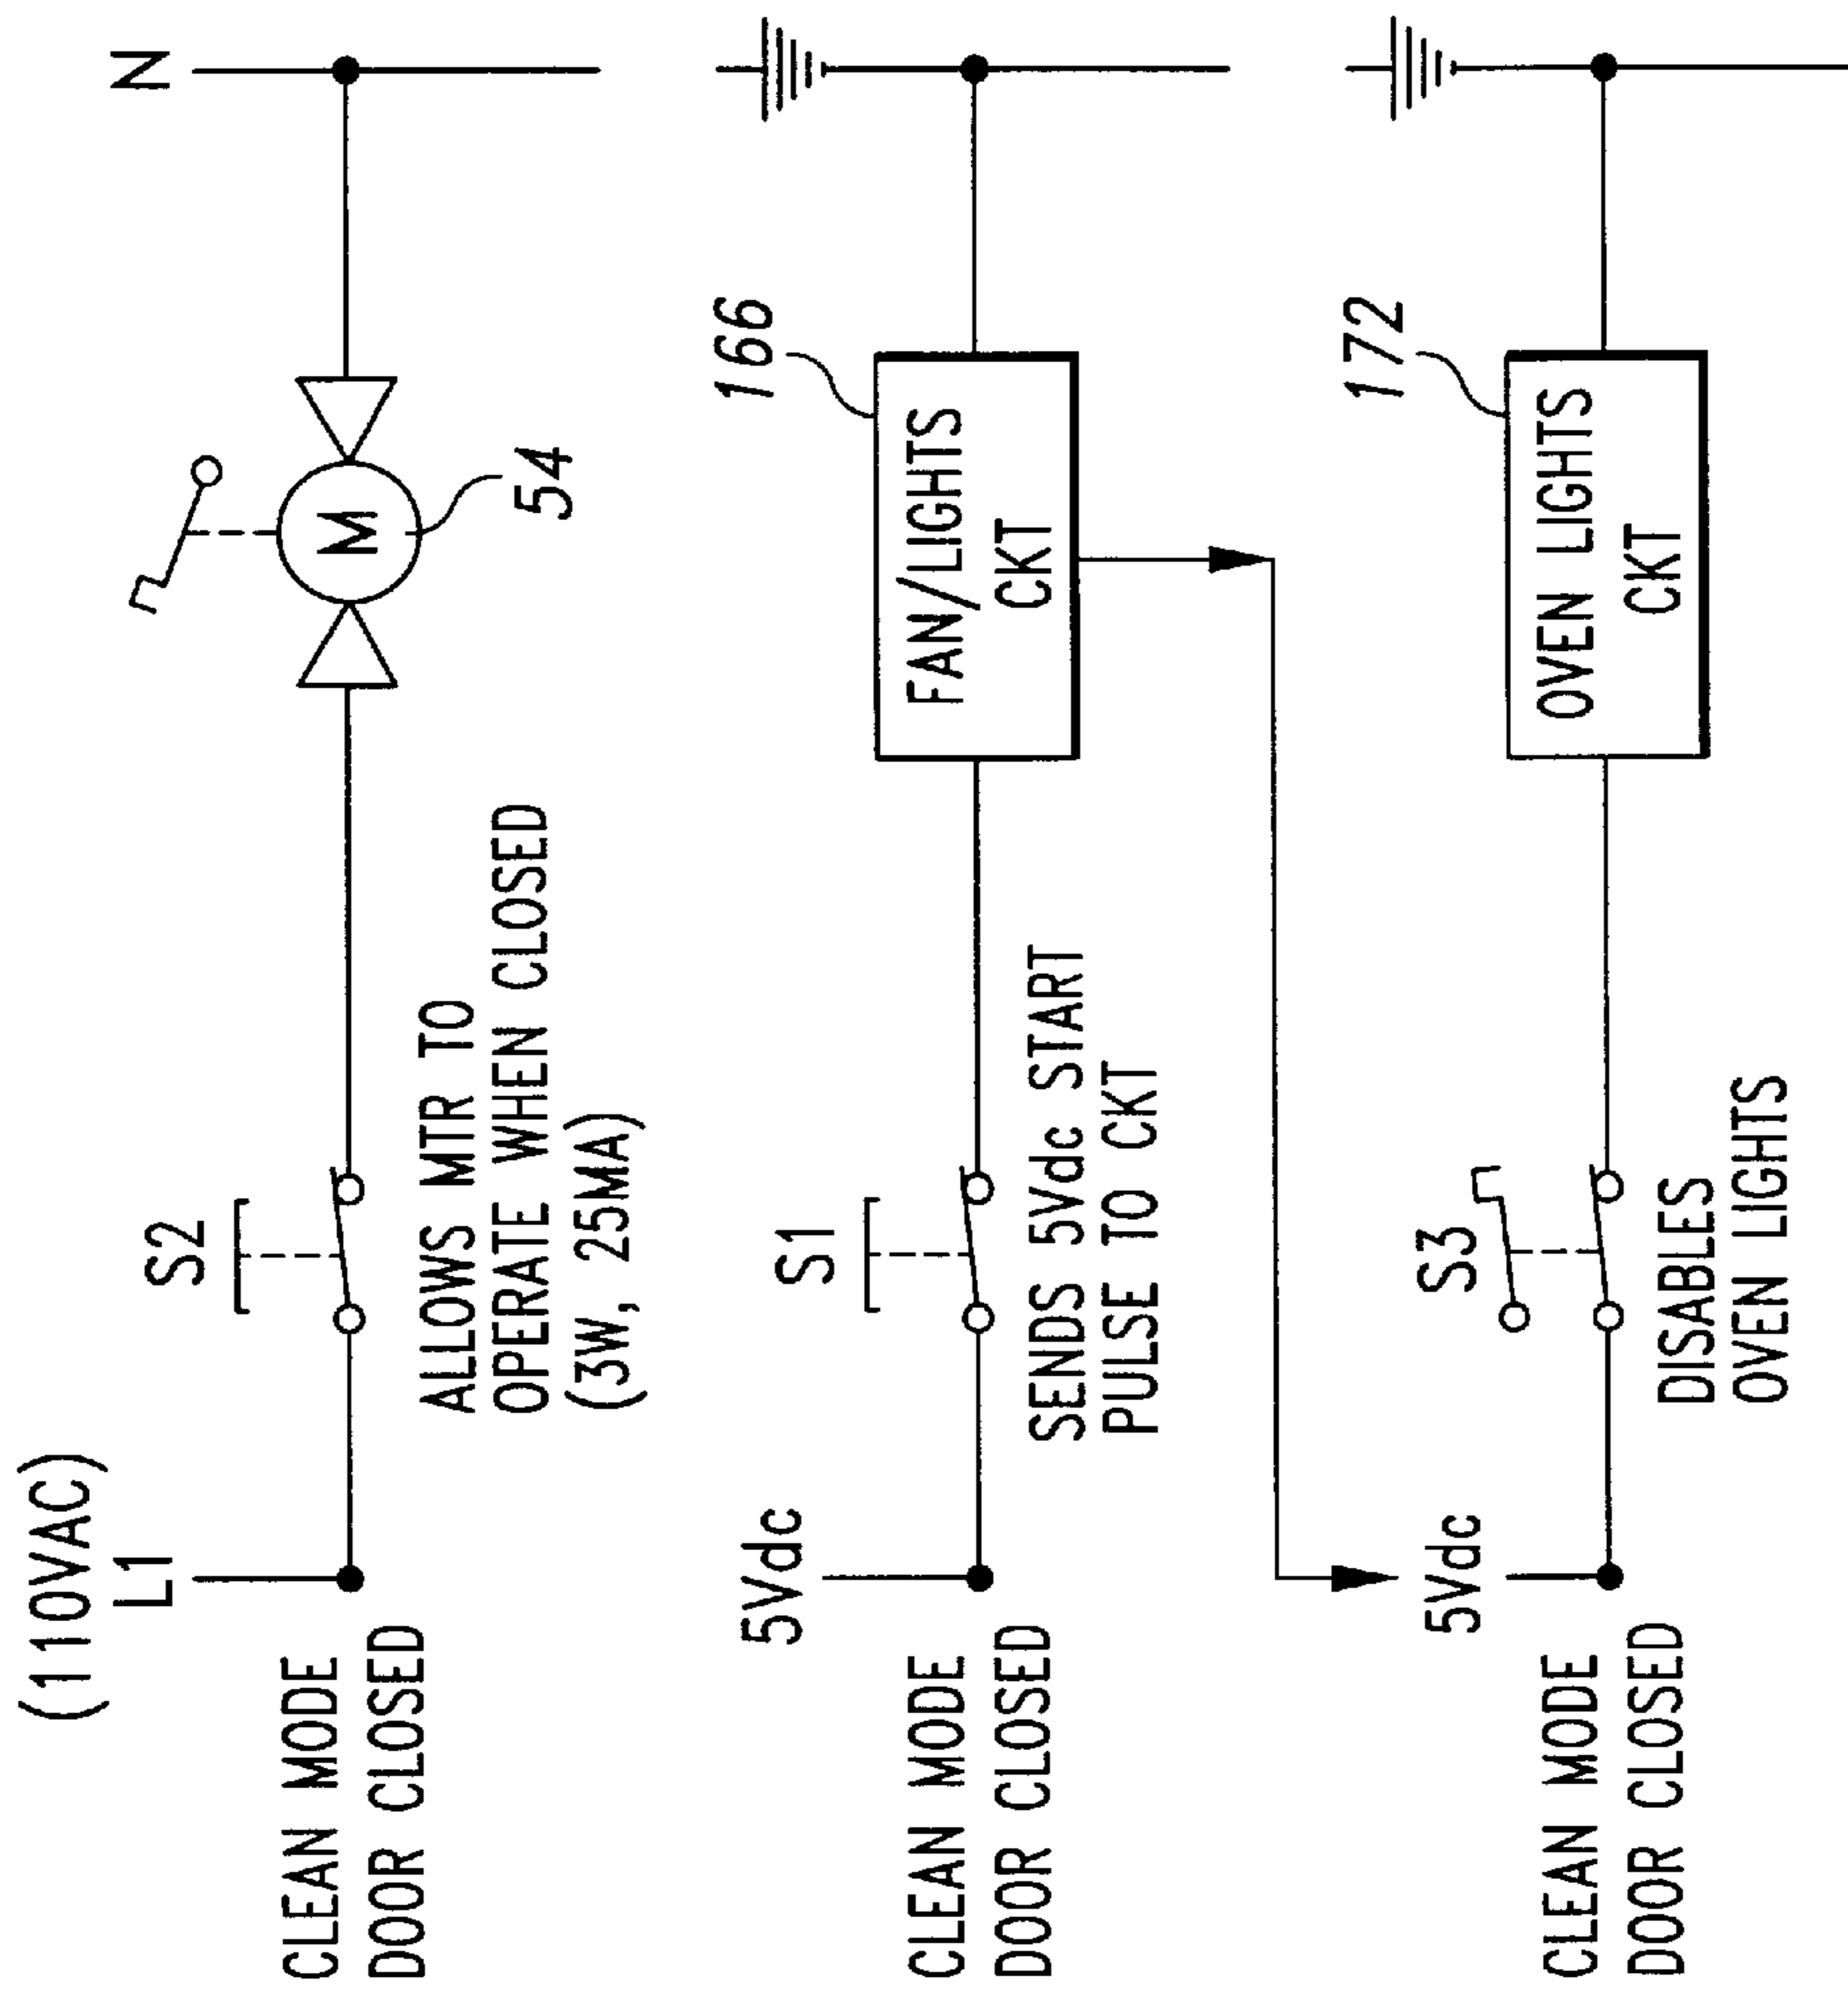 (110VAC)
L1
N
S2
54
CLEAN MODE
DOOR CLOSED
ALLOWS MTR TO
OPERATE WHEN CLOSED
(3W, 25MA)
M
5Vdc
S1
166
CLEAN MODE
DOOR CLOSED
SENDS 5Vdc START
PULSE TO CKT
FAN/LIGHTS
CKT
5Vdc
S3
172
CLEAN MODE
DOOR CLOSED
DISABLES
OVEN LIGHTS
OVEN LIGHTS
CKT